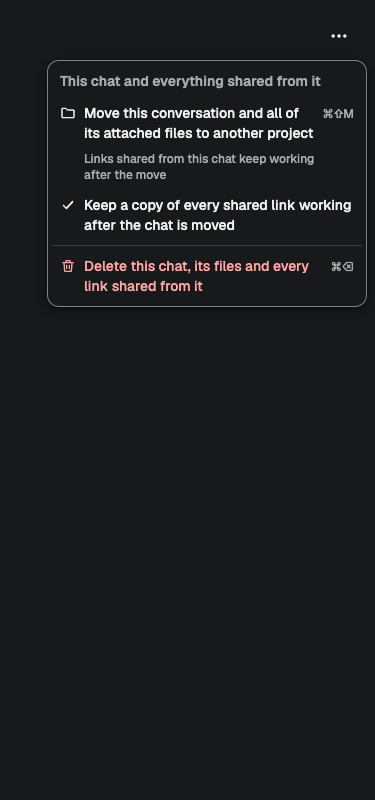 This chat and everything shared from it
Move this conversation and all of ⌘⇧M
its attached files to another project
Links shared from this chat keep working
after the move
Keep a copy of every shared link working
after the chat is moved
Delete this chat, its files and every ⌘⌫
link shared from it